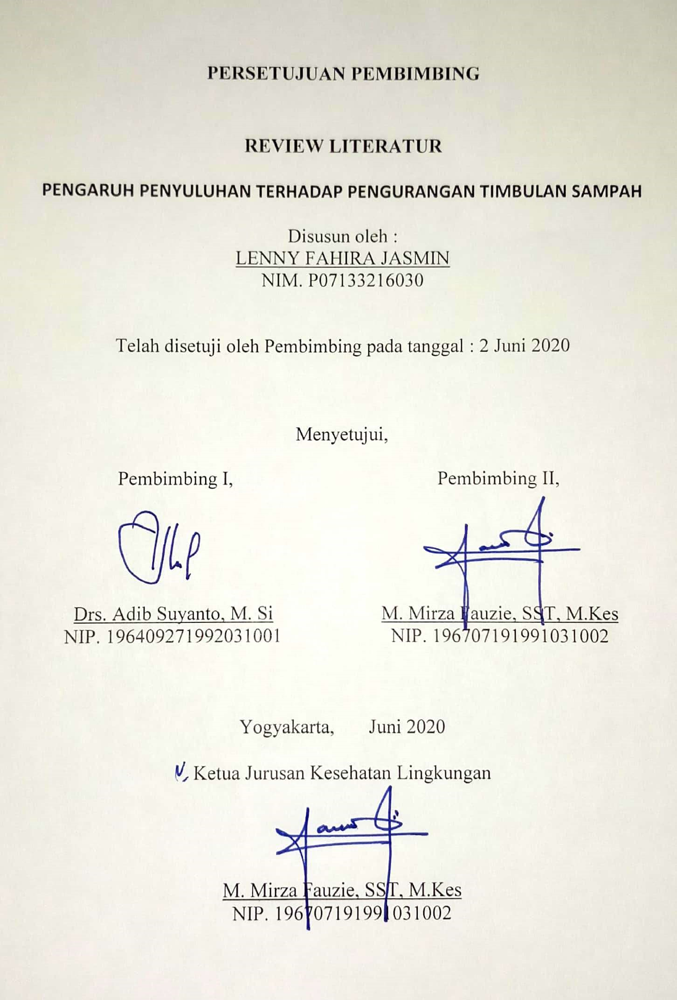 PERSETUJUAN PEMBIMBING
REVIEW LITERATUR
PENGARUH PENYULUHAN TERHADAP PENGURANGAN TIMBULAN SAMPAH
Disusun oleh :
LENNY FAHIRA JASMIN
NIM. P07133216030
Telah disetuji oleh Pembimbing pada tanggal : 2 Juni 2020
Menyetujui,
Pembimbing I,
Pembimbing II,
Drs. Adib Suyanto, M. Si
NIP. 196409271992031001
M. Mirza Fauzie, SST, M.Kes
NIP. 196707191991031002
Yogyakarta, Juni 2020
Ketua Jurusan Kesehatan Lingkungan
M. Mirza Fauzie, SST, M.Kes
NIP. 196707191991031002